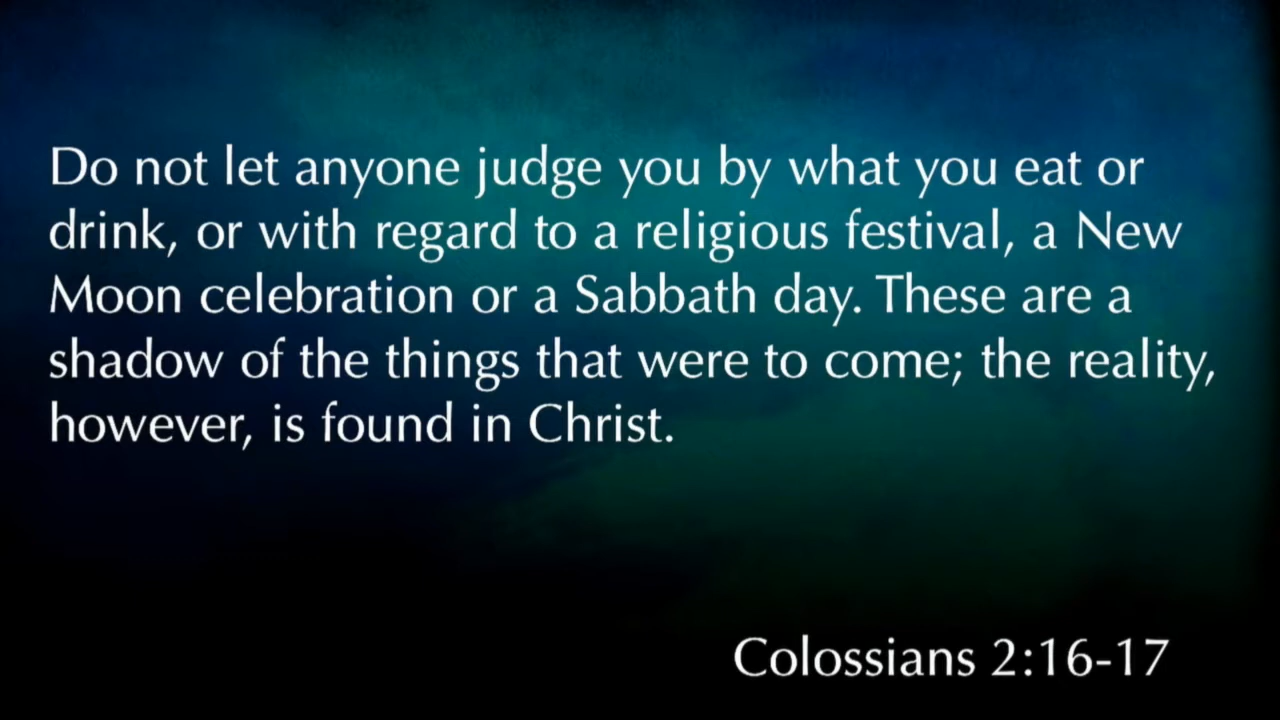 Do not let anyone judge you by what you eat or
drink, or with regard to a religious festival, a New
Moon celebration or a Sabbath day. These are a
shadow of the things that were to come; the reality,
however, is found in Christ.
Colossians 2:16-17